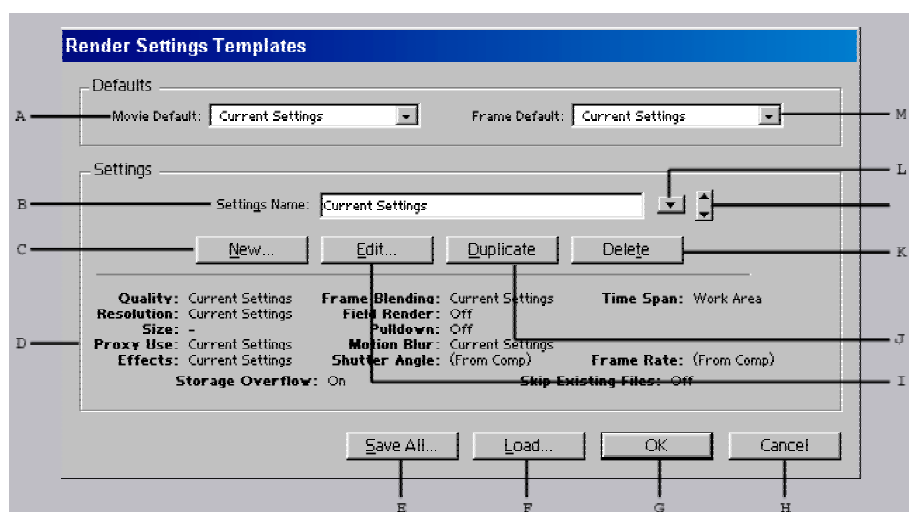 Render Settings Templates
Defaults
A Movie Default: Current Settings Frame Default: Current Settings M
Settings L
B Settings Name: Current Settings
C New... Edit... Duplicate Delete K
Quality: Current Settings Frame Blending: Current Settings Time Span: Work Area
Resolution: Current Settings Field Render: Off
Size: - Pulldown: Off
D Proxy Use: Current Settings Motion Blur: Current Settings J
Effects: Current Settings Shutter Angle: (From Comp) Frame Rate: (From Comp)
Storage Overflow: On Skip Existing Files: Off I
Save All... Load... OK Cancel
E F G H